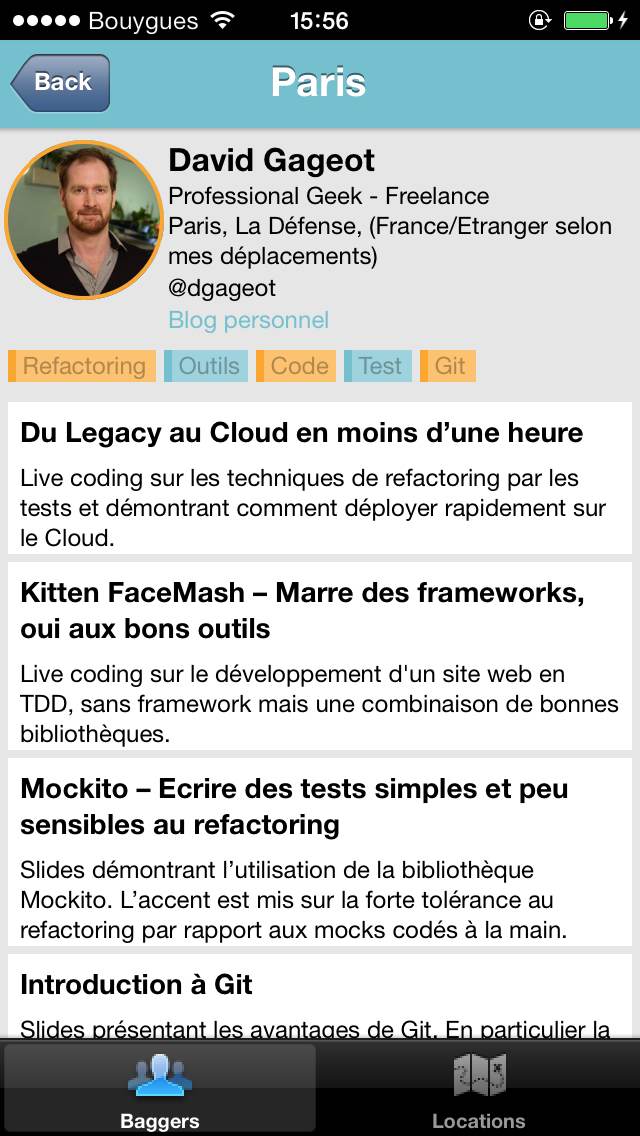 Bouygues 15:56
Back
Paris
David Gageot
Professional Geek - Freelance
Paris, La Défense, (France/Etranger selon
mes déplacements)
@dgageot
Blog personnel
Refactoring Outils Code Test Git
Du Legacy au Cloud en moins d’une heure
Live coding sur les techniques de refactoring par les
tests et démontrant comment déployer rapidement sur
le Cloud.
Kitten FaceMash – Marre des frameworks,
oui aux bons outils
Live coding sur le développement d'un site web en
TDD, sans framework mais une combinaison de bonnes
bibliothèques.
Mockito – Ecrire des tests simples et peu
sensibles au refactoring
Slides démontrant l’utilisation de la bibliothèque
Mockito. L’accent est mis sur la forte tolérance au
refactoring par rapport aux mocks codés à la main.
Introduction à Git
Slides présentant les avantages de Git. En particulier la
Baggers
Locations